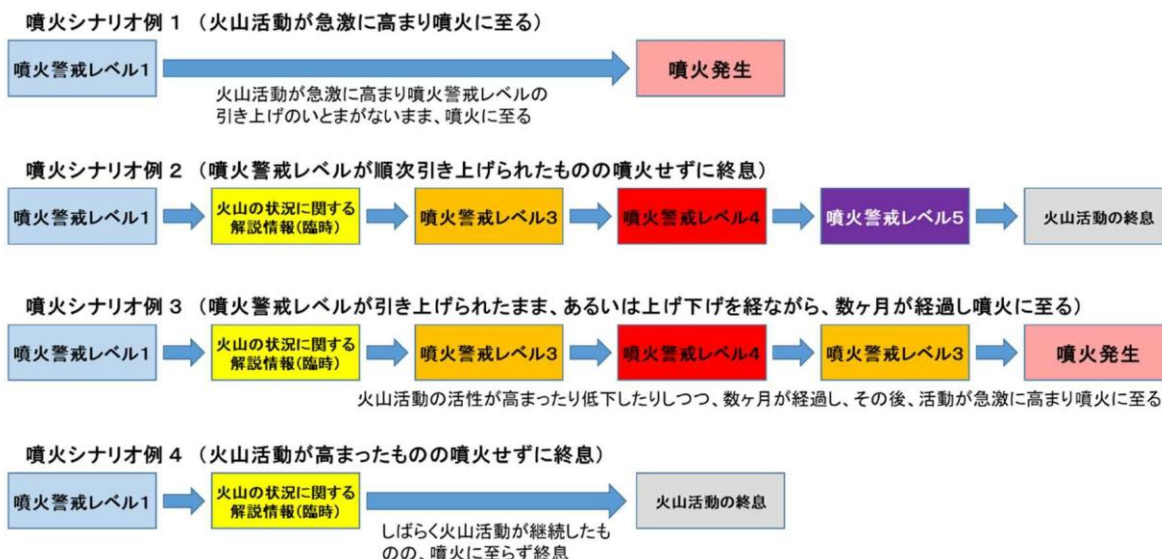 噴火シナリオ例1 （火山活動が急激に高まり噴火に至る）
噴火警戒レベル1
噴火発生
火山活動が急激に高まり噴火警戒レベルの
引き上げのいとまがないまま、噴火に至る
噴火シナリオ例2 （噴火警戒レベルが順次引き上げられたものの噴火せずに終息）
噴火警戒レベル1
火山の状況に関する
解説情報(臨時)
噴火警戒レベル3
噴火警戒レベル4
噴火警戒レベル5
火山活動の終息
噴火シナリオ例3 （噴火警戒レベルが引き上げられたまま、あるいは上げ下げを経ながら、数ヶ月が経過し噴火に至る）
噴火警戒レベル1
火山の状況に関する
解説情報(臨時)
噴火警戒レベル3
噴火警戒レベル4
噴火警戒レベル3
噴火発生
火山活動の活性が高まったり低下したりしつつ、数ヶ月が経過し、その後、活動が急激に高まり噴火に至る
噴火シナリオ例4 （火山活動が高まったものの噴火せずに終息）
噴火警戒レベル1
火山の状況に関する
解説情報(臨時)
火山活動の終息
しばらく火山活動が継続したも
のの、噴火に至らず終息